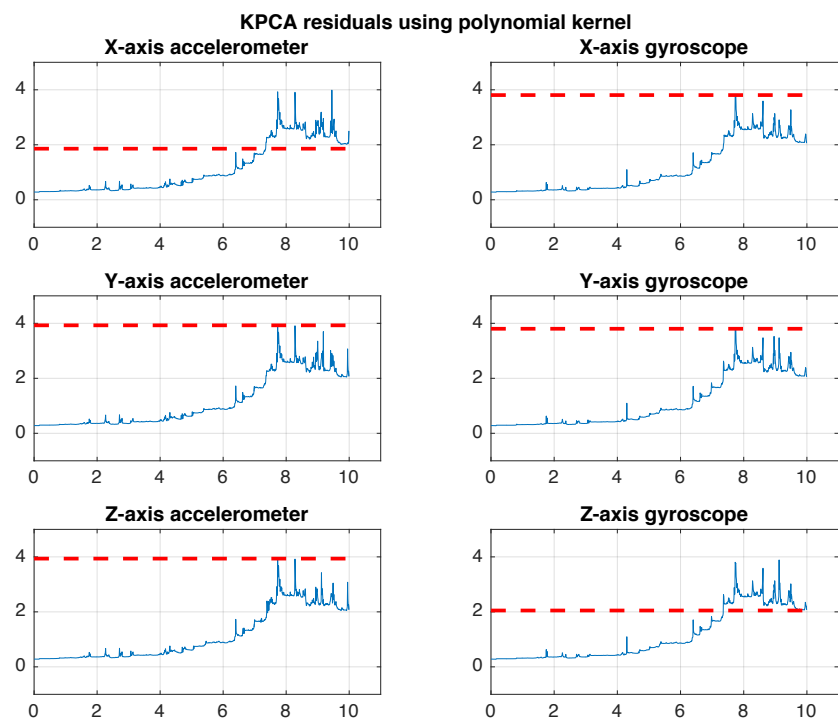 KPCA residuals using polynomial kernel
X-axis accelerometer
4
2
0
0 2 4 6 8 10
X-axis gyroscope
4
2
0
0 2 4 6 8 10
Y-axis accelerometer
4
2
0
0 2 4 6 8 10
Y-axis gyroscope
4
2
0
0 2 4 6 8 10
Z-axis accelerometer
4
2
0
0 2 4 6 8 10
Z-axis gyroscope
4
2
0
0 2 4 6 8 10